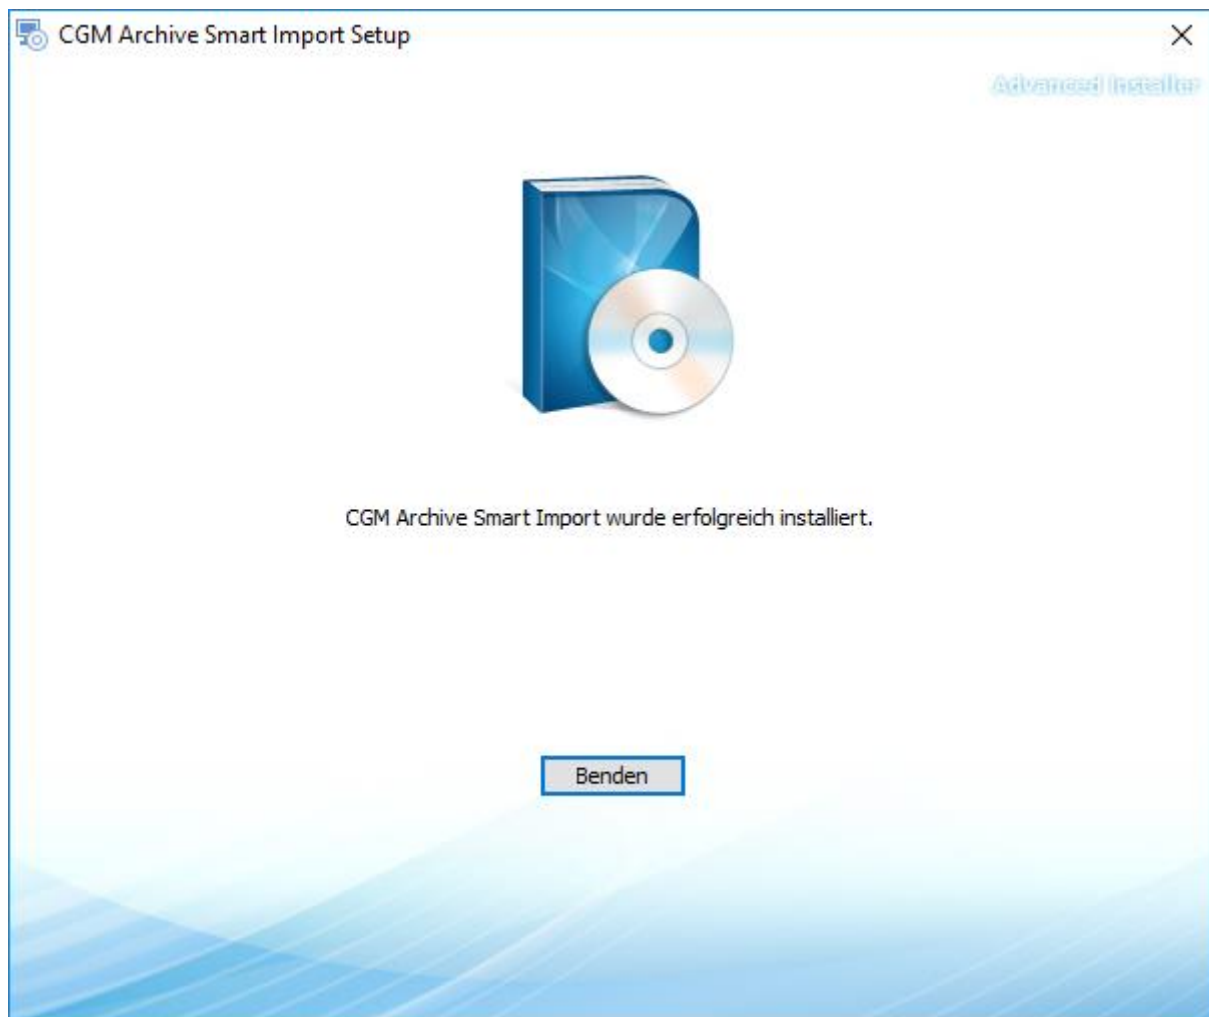 CGM Archive Smart Import Setup
Advanced Installer
CGM Archive Smart Import wurde erfolgreich installiert.
Benden